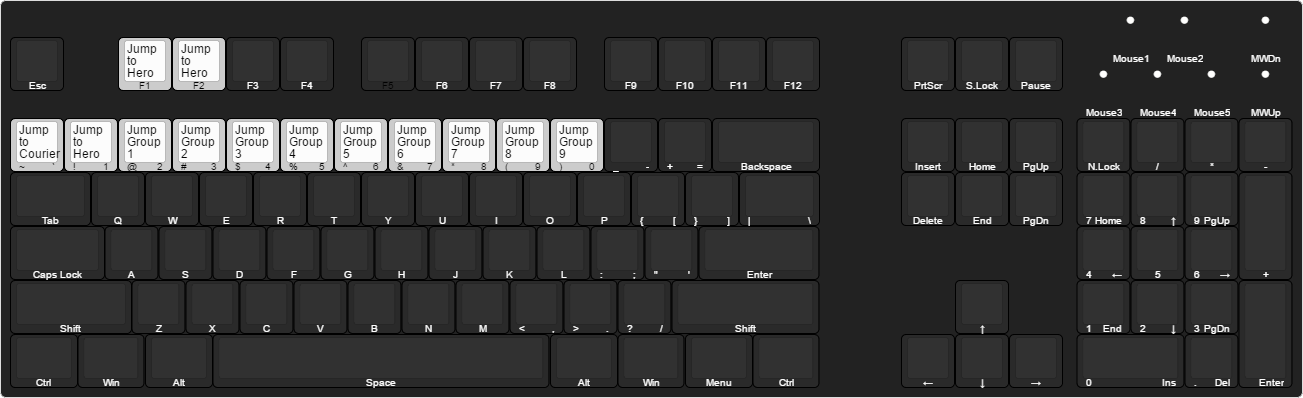 Jump Jump
to to
Hero Hero
Esc F1 F2 F3 F4 F5 F6 F7 F8 F9 F10 F11 F12 PrtScr S.Lock Pause
Mouse1 Mouse2 MWDn
Mouse3 Mouse4 Mouse5 MWUp
Jump Jump Jump Jump Jump Jump Jump Jump Jump Jump Jump
to to Group Group Group Group Group Group Group Group Group
Courier Hero 1 2 3 4 5 6 7 8 9
~ ` ! 1 @ 2 # 3 $ 4 % 5 ^ 6 & 7 * 8 ( 9 ) 0 _ - + = Backspace Insert Home PgUp N.Lock / * -
Tab Q W E R T Y U I O P { [ } ] | \ Delete End PgDn 7 Home 8 ↑ 9 PgUp
Caps Lock A S D F G H J K L : ; " ' Enter 4 ← 5 6 → +
Shift Z X C V B N M < , > . ? / Shift ↑ 1 End 2 ↓ 3 PgDn
Ctrl Win Alt Space Alt Win Menu Ctrl ← ↓ → 0 Ins . Del Enter